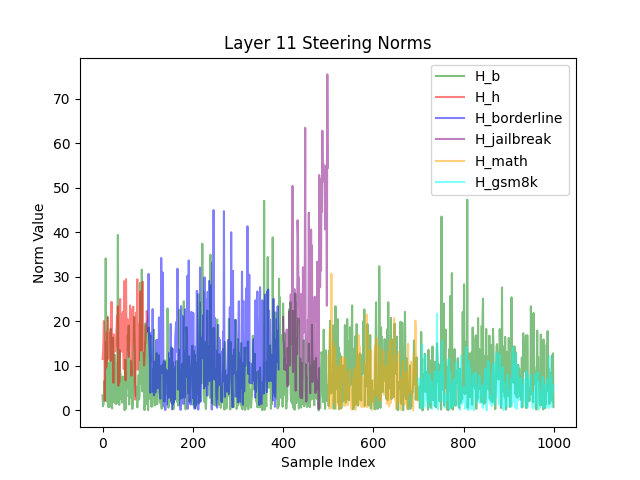 Layer 11 Steering Norms
H_b
H_h
H_borderline
H_jailbreak
H_math
H_gsm8k
Norm Value
70
60
50
40
30
20
10
0
0 200 400 600 800 1000
Sample Index